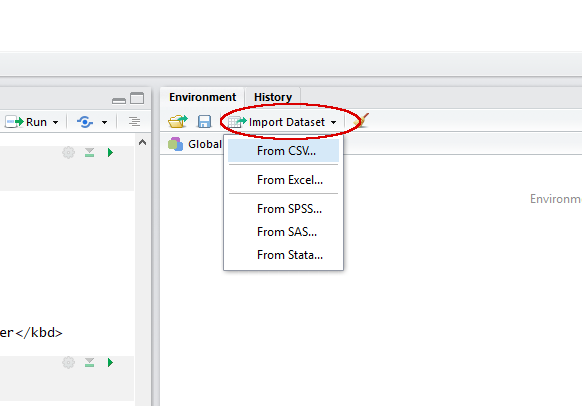 Environment History
Run Import Dataset
Global
From CSV...
From Excel...
Environm
From SPSS...
From SAS...
From Stata...
er</kbd>